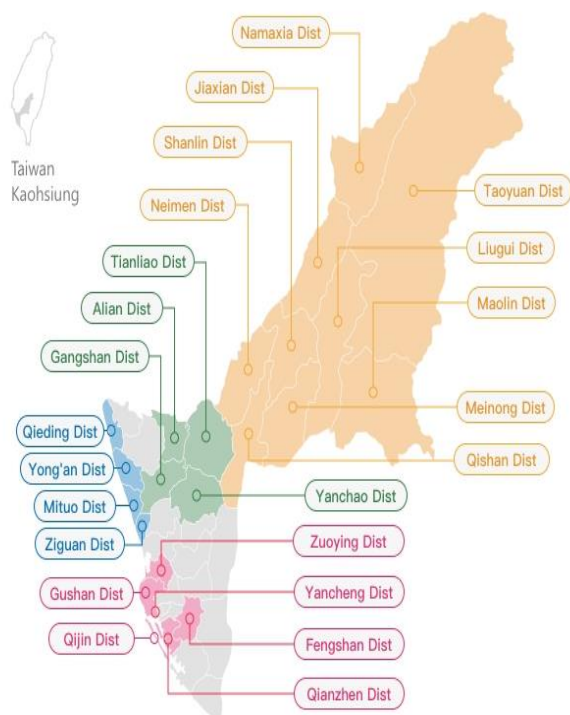 Namaxia Dist
Jiaxian Dist
Shanlin Dist
Taiwan
Kaohsiung
Neimen Dist
Taoyuan Dist
Tianliao Dist
Liugui Dist
Alian Dist
Maolin Dist
Gangshan Dist
Meinong Dist
Qieding Dist
Qishan Dist
Yong'an Dist
Yanchao Dist
Mituo Dist
Ziguan Dist
Zuoying Dist
Gushan Dist
Yancheng Dist
Qijin Dist
Fengshan Dist
Qianzhen Dist